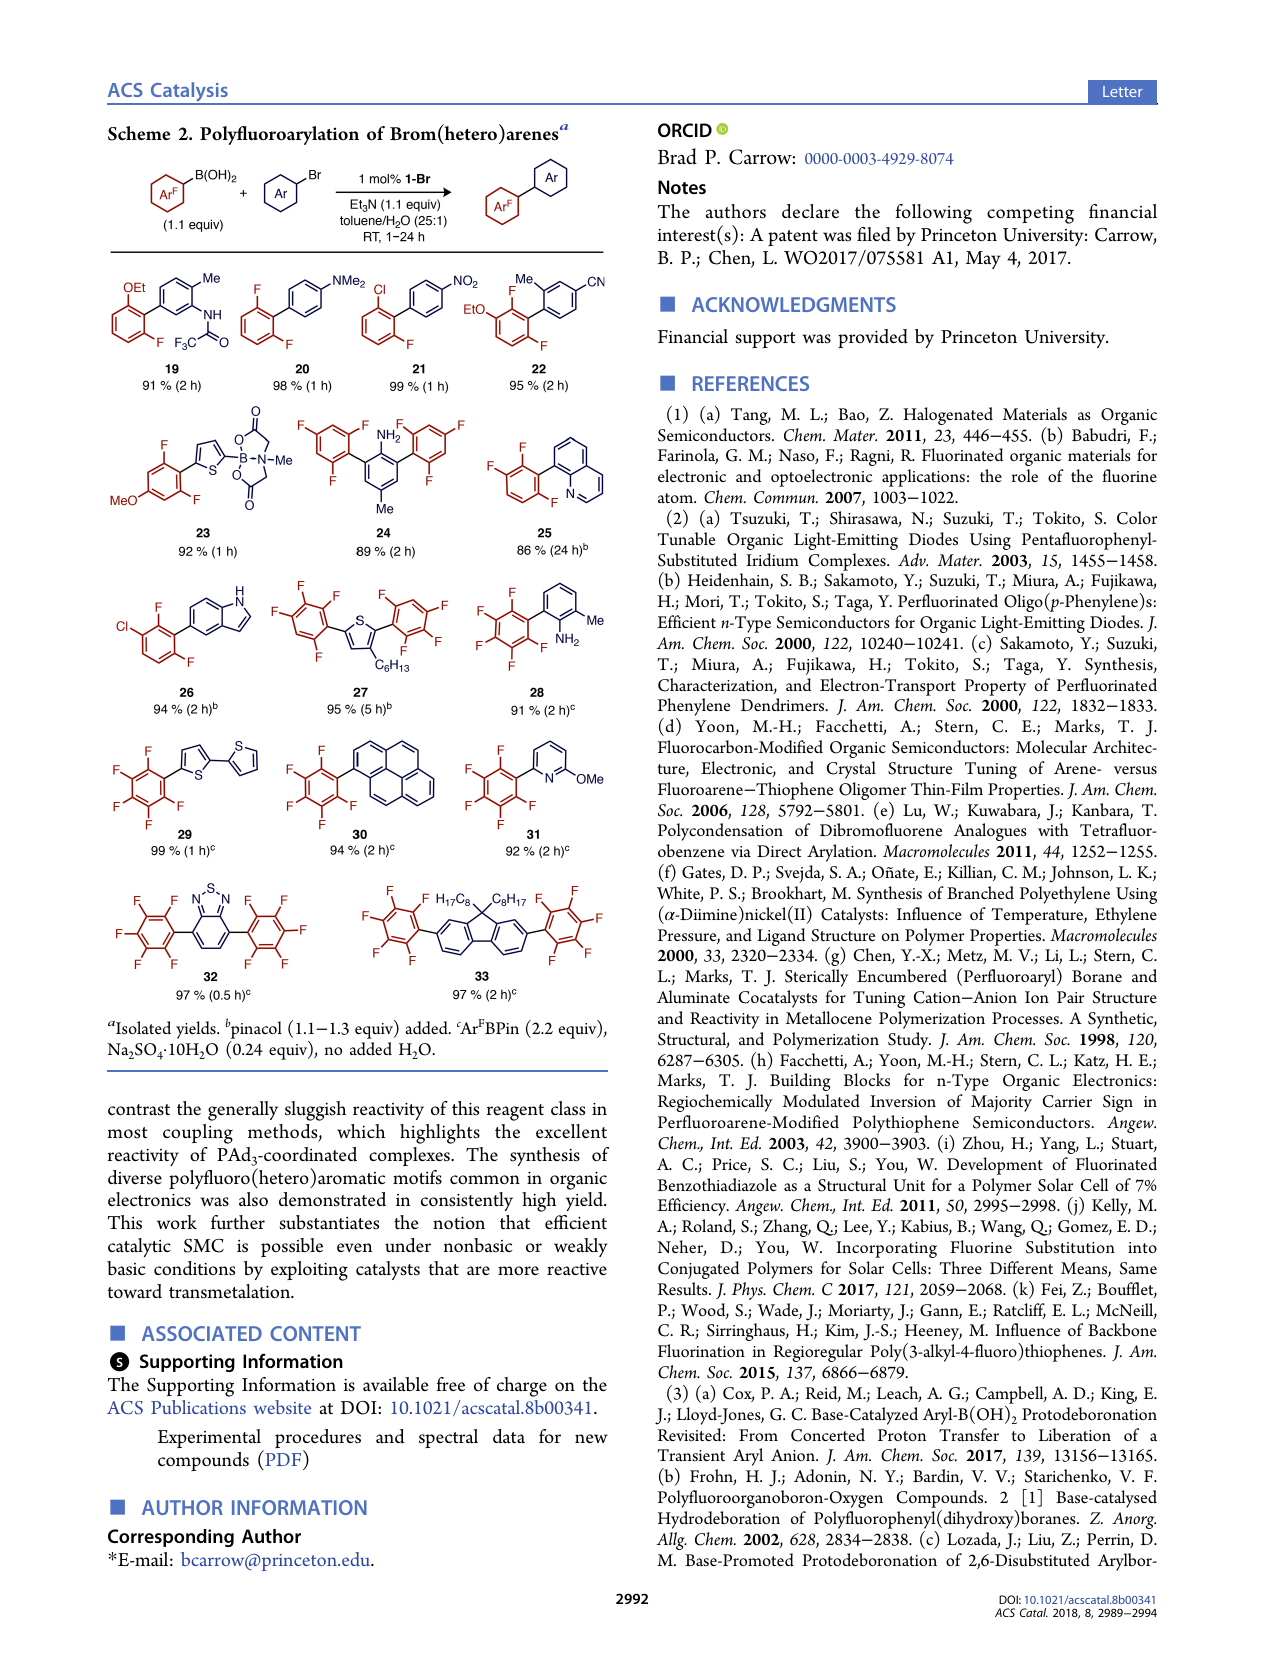 ACS Catalysis
Letter
Scheme 2. Polyfluoroarylation of Brom(hetero)arenesa
B(OH)2
ArF
(1.1 equiv)
+
Br
Ar
1 mol% 1-Br
Et3N (1.1 equiv)
toluene/H2O (25:1)
RT, 1−24 h
Ar
ArF
OEt
Me
NH
F
F3C
O
19
91 % (2 h)
F
NMe2
F
20
98 % (1 h)
Cl
NO2
F
21
99 % (1 h)
Me
CN
F
EtO
F
22
95 % (2 h)
F
MeO
F
S
O
O
B
N
Me
O
O
23
92 % (1 h)
F
F
F
NH2
F
F
F
Me
24
89 % (2 h)
F
F
F
N
25
86 % (24 h)b
H
N
F
Cl
F
26
94 % (2 h)b
F
F
F
F
S
C6H13
F
F
F
F
27
95 % (5 h)b
F
F
F
F
F
Me
NH2
28
91 % (2 h)c
F
F
F
F
F
S
S
29
99 % (1 h)c
F
F
F
F
F
30
94 % (2 h)c
F
F
F
F
F
N
OMe
31
92 % (2 h)c
F
F
F
F
F
N
S
N
F
F
F
F
F
32
97 % (0.5 h)c
F
F
F
F
F
H17C8
C8H17
F
F
F
F
F
33
97 % (2 h)c
aIsolated yields. bpinacol (1.1−1.3 equiv) added. cArFBPin (2.2 equiv),
Na2SO4·10H2O (0.24 equiv), no added H2O.
contrast the generally sluggish reactivity of this reagent class in
most coupling methods, which highlights the excellent
reactivity of PAd3-coordinated complexes. The synthesis of
diverse polyfluoro(hetero)aromatic motifs common in organic
electronics was also demonstrated in consistently high yield.
This work further substantiates the notion that efficient
catalytic SMC is possible even under nonbasic or weakly
basic conditions by exploiting catalysts that are more reactive
toward transmetalation.
■ ASSOCIATED CONTENT
S Supporting Information
The Supporting Information is available free of charge on the
ACS Publications website at DOI: 10.1021/acscatal.8b00341.
Experimental procedures and spectral data for new
compounds (PDF)
■ AUTHOR INFORMATION
Corresponding Author
*E-mail: bcarrow@princeton.edu.
ORCID iD
Brad P. Carrow: 0000-0003-4929-8074
Notes
The authors declare the following competing financial
interest(s): A patent was filed by Princeton University: Carrow,
B. P.; Chen, L. WO2017/075581 A1, May 4, 2017.
■ ACKNOWLEDGMENTS
Financial support was provided by Princeton University.
■ REFERENCES
(1) (a) Tang, M. L.; Bao, Z. Halogenated Materials as Organic
Semiconductors. Chem. Mater. 2011, 23, 446−455. (b) Babudri, F.;
Farinola, G. M.; Naso, F.; Ragni, R. Fluorinated organic materials for
electronic and optoelectronic applications: the role of the fluorine
atom. Chem. Commun. 2007, 1003−1022.
(2) (a) Tsuzuki, T.; Shirasawa, N.; Suzuki, T.; Tokito, S. Color
Tunable Organic Light-Emitting Diodes Using Pentafluorophenyl-
Substituted Iridium Complexes. Adv. Mater. 2003, 15, 1455−1458.
(b) Heidenhain, S. B.; Sakamoto, Y.; Suzuki, T.; Miura, A.; Fujikawa,
H.; Mori, T.; Tokito, S.; Taga, Y. Perfluorinated Oligo(p-Phenylene)s:
Efficient n-Type Semiconductors for Organic Light-Emitting Diodes. J.
Am. Chem. Soc. 2000, 122, 10240−10241. (c) Sakamoto, Y.; Suzuki,
T.; Miura, A.; Fujikawa, H.; Tokito, S.; Taga, Y. Synthesis,
Characterization, and Electron-Transport Property of Perfluorinated
Phenylene Dendrimers. J. Am. Chem. Soc. 2000, 122, 1832−1833.
(d) Yoon, M.-H.; Facchetti, A.; Stern, C. E.; Marks, T. J.
Fluorocarbon-Modified Organic Semiconductors: Molecular Architec-
ture, Electronic, and Crystal Structure Tuning of Arene- versus
Fluoroarene−Thiophene Oligomer Thin-Film Properties. J. Am. Chem.
Soc. 2006, 128, 5792−5801. (e) Lu, W.; Kuwabara, J.; Kanbara, T.
Polycondensation of Dibromofluorene Analogues with Tetrafluor-
obenzene via Direct Arylation. Macromolecules 2011, 44, 1252−1255.
(f) Gates, D. P.; Svejda, S. A.; Oñate, E.; Killian, C. M.; Johnson, L. K.;
White, P. S.; Brookhart, M. Synthesis of Branched Polyethylene Using
(α-Diimine)nickel(II) Catalysts: Influence of Temperature, Ethylene
Pressure, and Ligand Structure on Polymer Properties. Macromolecules
2000, 33, 2320−2334. (g) Chen, Y.-X.; Metz, M. V.; Li, L.; Stern, C.
L.; Marks, T. J. Sterically Encumbered (Perfluoroaryl) Borane and
Aluminate Cocatalysts for Tuning Cation−Anion Ion Pair Structure
and Reactivity in Metallocene Polymerization Processes. A Synthetic,
Structural, and Polymerization Study. J. Am. Chem. Soc. 1998, 120,
6287−6305. (h) Facchetti, A.; Yoon, M.-H.; Stern, C. L.; Katz, H. E.;
Marks, T. J. Building Blocks for n-Type Organic Electronics:
Regiochemically Modulated Inversion of Majority Carrier Sign in
Perfluoroarene-Modified Polythiophene Semiconductors. Angew.
Chem., Int. Ed. 2003, 42, 3900−3903. (i) Zhou, H.; Yang, L.; Stuart,
A. C.; Price, S. C.; Liu, S.; You, W. Development of Fluorinated
Benzothiadiazole as a Structural Unit for a Polymer Solar Cell of 7%
Efficiency. Angew. Chem., Int. Ed. 2011, 50, 2995−2998. (j) Kelly, M.
A.; Roland, S.; Zhang, Q.; Lee, Y.; Kabius, B.; Wang, Q.; Gomez, E. D.;
Neher, D.; You, W. Incorporating Fluorine Substitution into
Conjugated Polymers for Solar Cells: Three Different Means, Same
Results. J. Phys. Chem. C 2017, 121, 2059−2068. (k) Fei, Z.; Boufflet,
P.; Wood, S.; Wade, J.; Moriarty, J.; Gann, E.; Ratcliff, E. L.; McNeill,
C. R.; Sirringhaus, H.; Kim, J.-S.; Heeney, M. Influence of Backbone
Fluorination in Regioregular Poly(3-alkyl-4-fluoro)thiophenes. J. Am.
Chem. Soc. 2015, 137, 6866−6879.
(3) (a) Cox, P. A.; Reid, M.; Leach, A. G.; Campbell, A. D.; King, E.
J.; Lloyd-Jones, G. C. Base-Catalyzed Aryl-B(OH)2 Protodeboronation
Revisited: From Concerted Proton Transfer to Liberation of a
Transient Aryl Anion. J. Am. Chem. Soc. 2017, 139, 13156−13165.
(b) Frohn, H. J.; Adonin, N. Y.; Bardin, V. V.; Starichenko, V. F.
Polyfluoroorganoboron-Oxygen Compounds. 2 [1] Base-catalysed
Hydrodeboration of Polyfluorophenyl(dihydroxy)boranes. Z. Anorg.
Allg. Chem. 2002, 628, 2834−2838. (c) Lozada, J.; Liu, Z.; Perrin, D.
M. Base-Promoted Protodeboronation of 2,6-Disubstituted Arylbor-
2992
DOI: 10.1021/acscatal.8b00341
ACS Catal. 2018, 8, 2989−2994